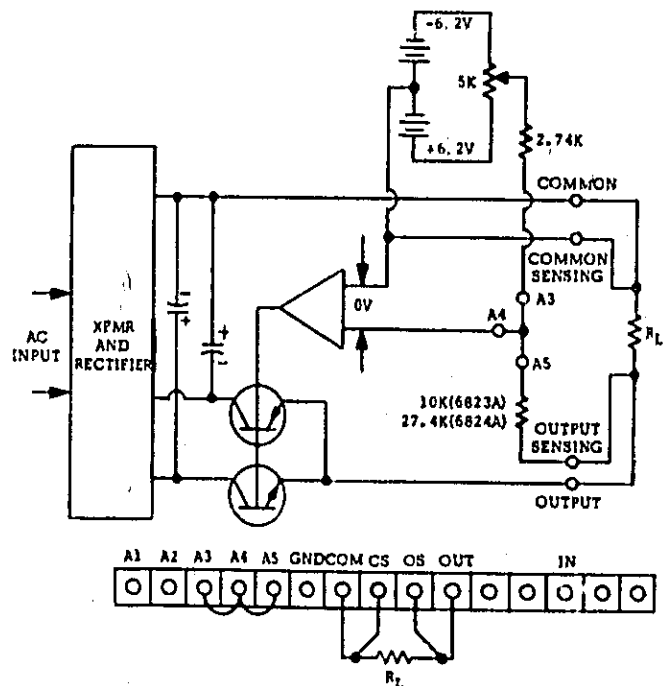 -6.2V
5K
+6.2V
2.74K
COMMON
COMMON
SENSING
0V
A3
A4
A5
R_L
AC
INPUT
XFMR
AND
RECTIFIER
10K(6823A)
27.4K(6824A)
OUTPUT
SENSING
OUTPUT
A1 A2 A3 A4 A5 GND COM CS OS OUT IN
R_L